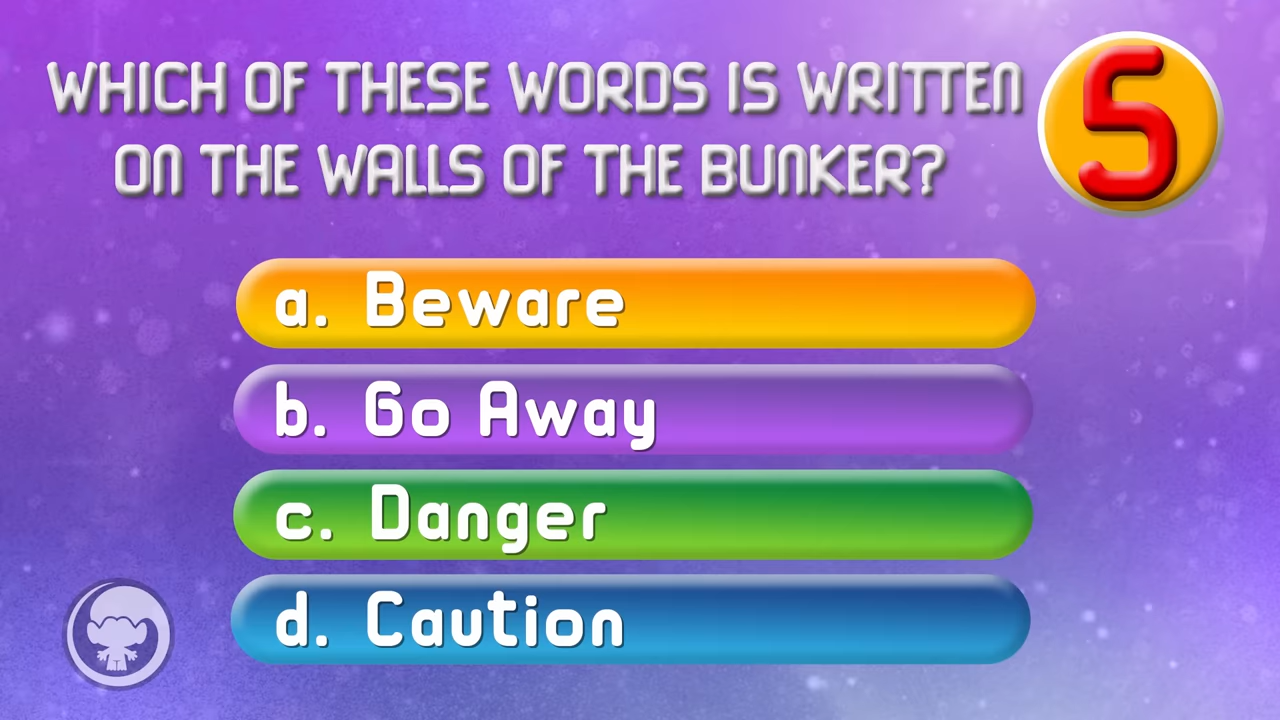 WHICH OF THESE WORDS IS WRITTEN
ON THE WALLS OF THE BUNKER?
5
a. Beware
b. Go Away
c. Danger
d. Caution